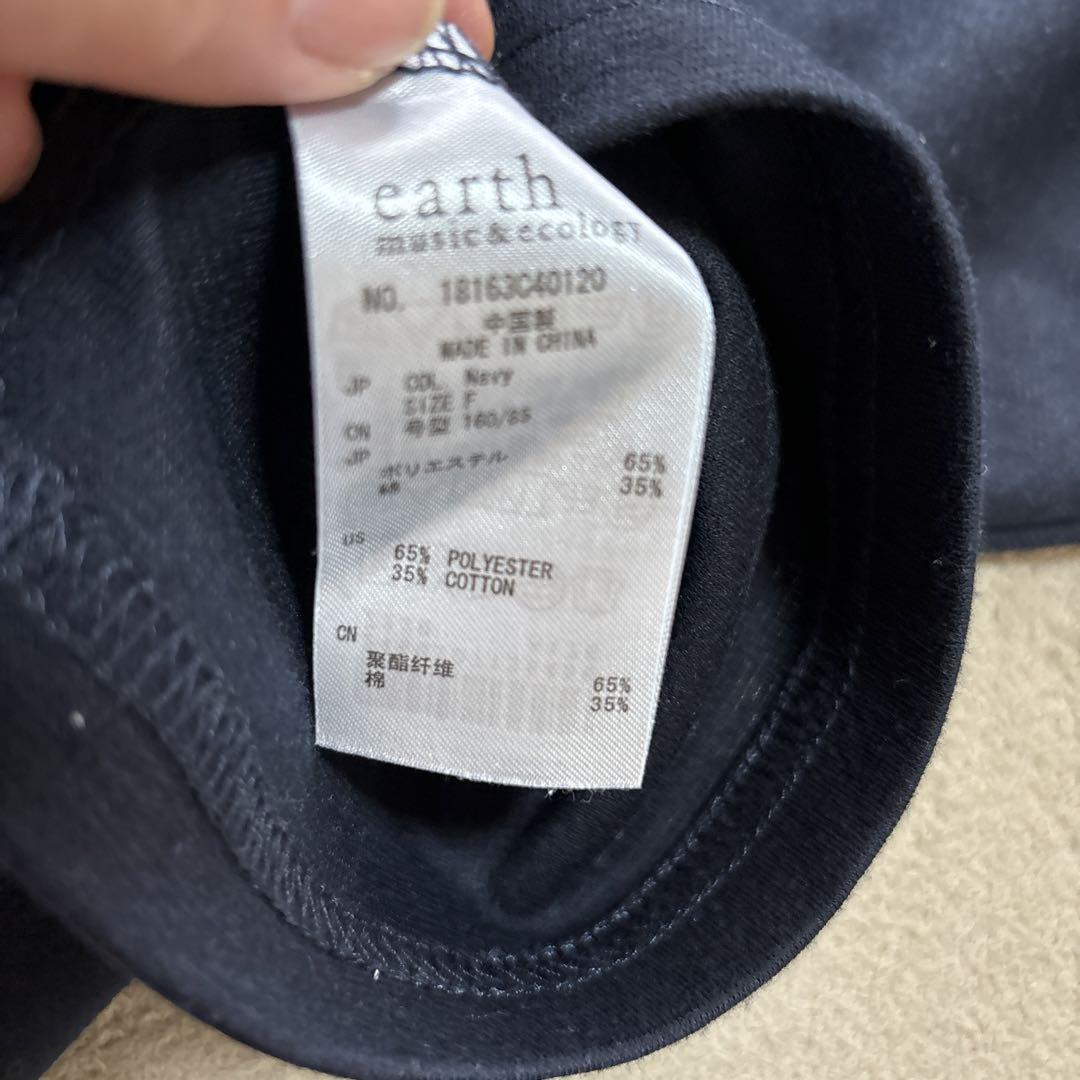 earth
music & ecology
NO. 18163C40120
中国製
MADE IN CHINA
JP COL. Navy
SIZE F
CN 号型 160/85
JP ポリエステル 65%
綿 35%
US 65% POLYESTER
35% COTTON
CN
聚酯纤维 65%
棉 35%